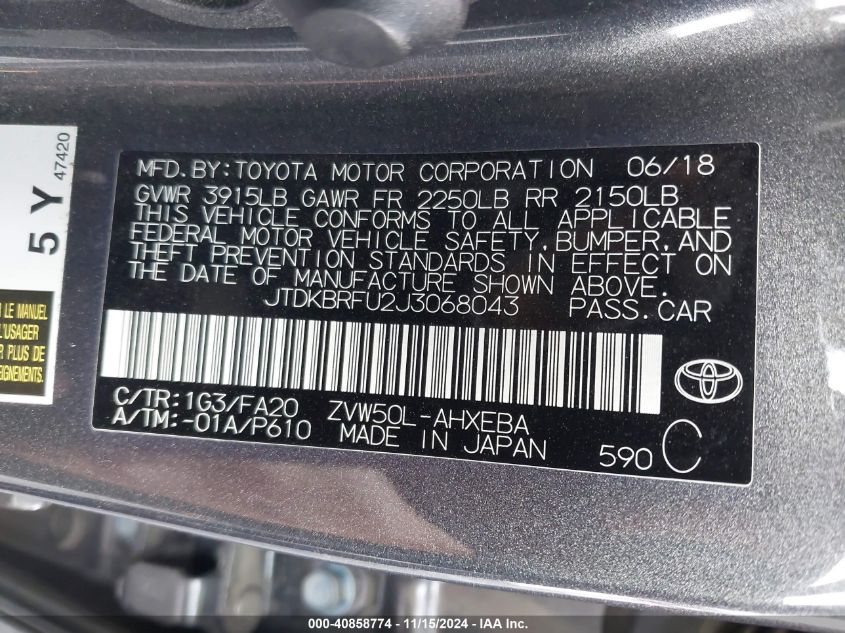 5 Y
47420
LE MANUEL
L'USAGER
PLUS DE
MFD.BY:TOYOTA MOTOR CORPORATION 06/18
GVWR 3915LB GAWR FR 2250LB RR 2150LB
THIS VEHICLE CONFORMS TO ALL APPLICABLE
FEDERAL MOTOR VEHICLE SAFETY,BUMPER,AND
THEFT PREVENTION STANDARDS IN EFFECT ON
THE DATE OF MANUFACTURE SHOWN ABOVE.
JTDKBRFU2J3068043 PASS.CAR
C/TR:1G3/FA20 ZVW50L-AHXEBA
A/TM:-01A/P610 MADE IN JAPAN
590 C
000-40858774 - 11/15/2024 - IAA Inc.